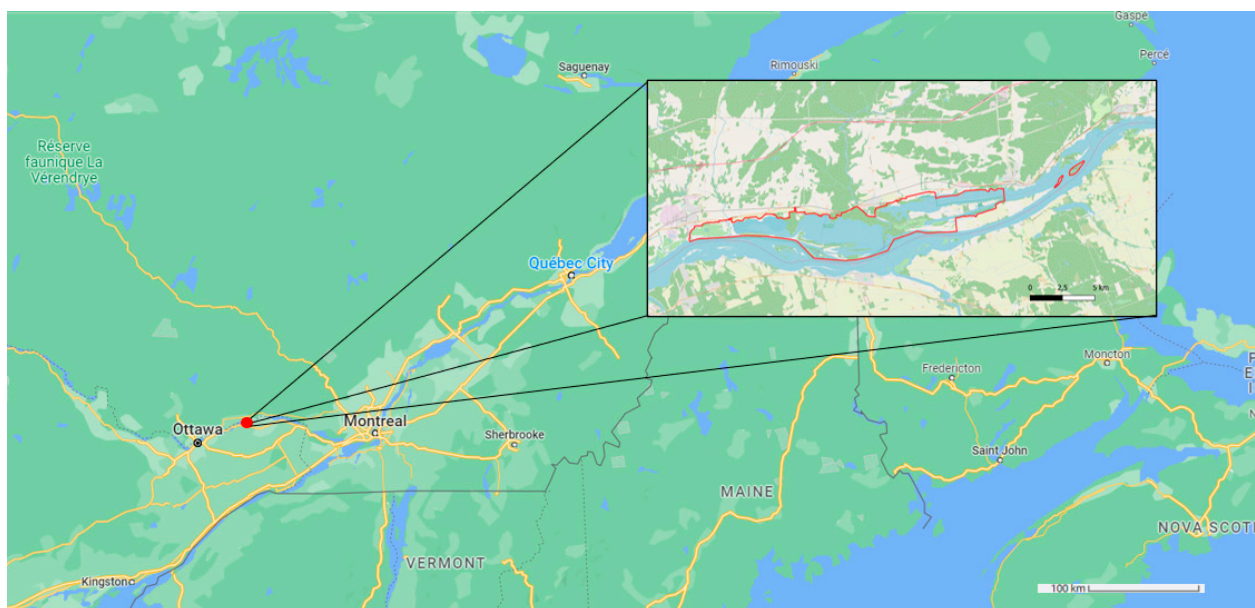 Gaspé
Percé
Rimouski
Saguenay
Réserve
faunique La
Vérendrye
Québec City
0 2,5 5 km
Fredericton
Moncton
P
E
I
N
Ottawa
Montreal
Sherbrooke
Saint John
MAINE
NOVA SCOTI
VERMONT
Kingston
100 km